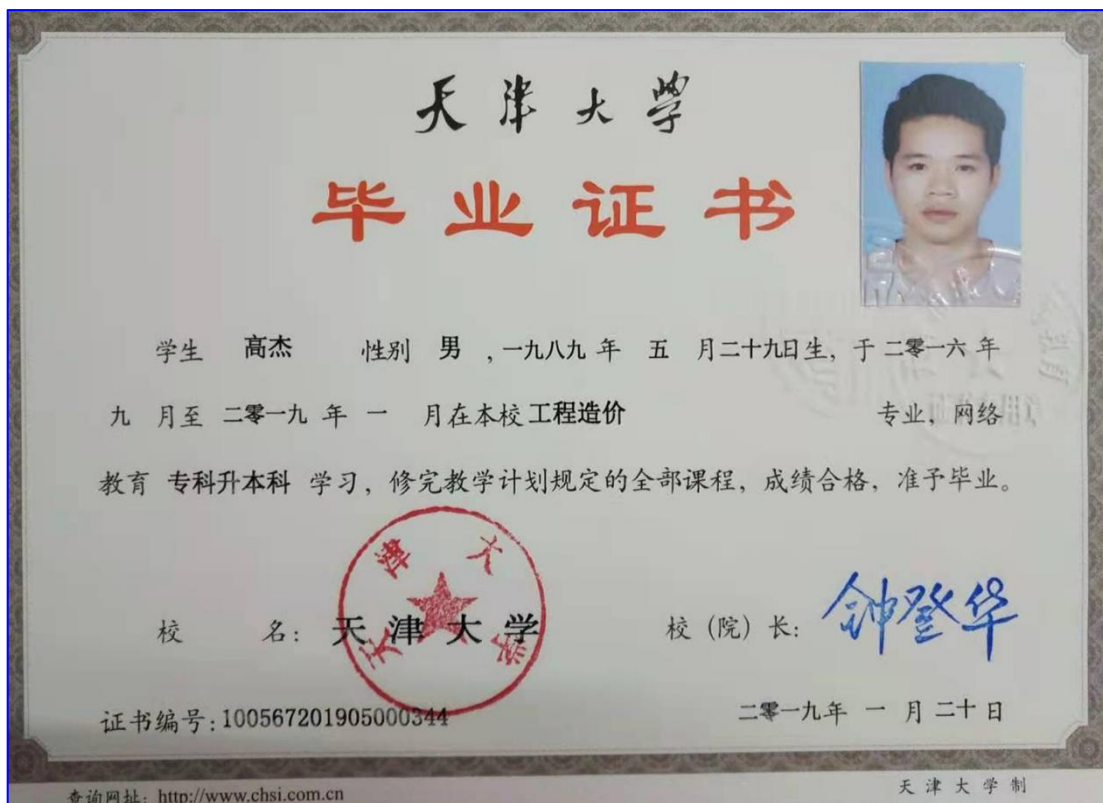 天津大学
毕业证书
学生 高杰 性别 男 ,一九八九 年 五 月二十九日生, 于 二零一六 年
九 月至 二零一九 年 一 月在本校 工程造价 专业, 网络
教育 专科升本科 学习, 修完教学计划规定的全部课程, 成绩合格, 准予毕业。
天津大学
校 名: 天津大学 校(院)长: 钟登华
证书编号:100567201905000344 二零一九年 一 月 二十 日
查询网址: http://www.chsi.com.cn 天津大学制